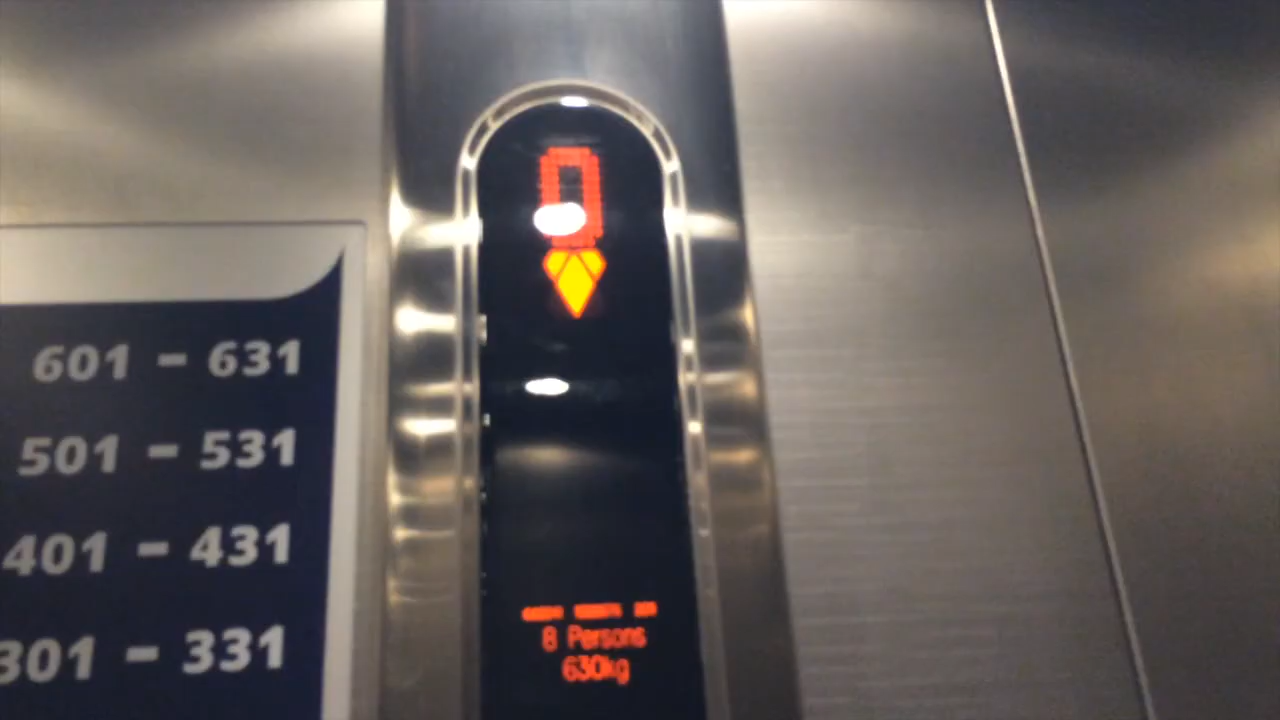 0
601 - 631
501 - 531
401 - 431
301 - 331
8 Persons
630kg